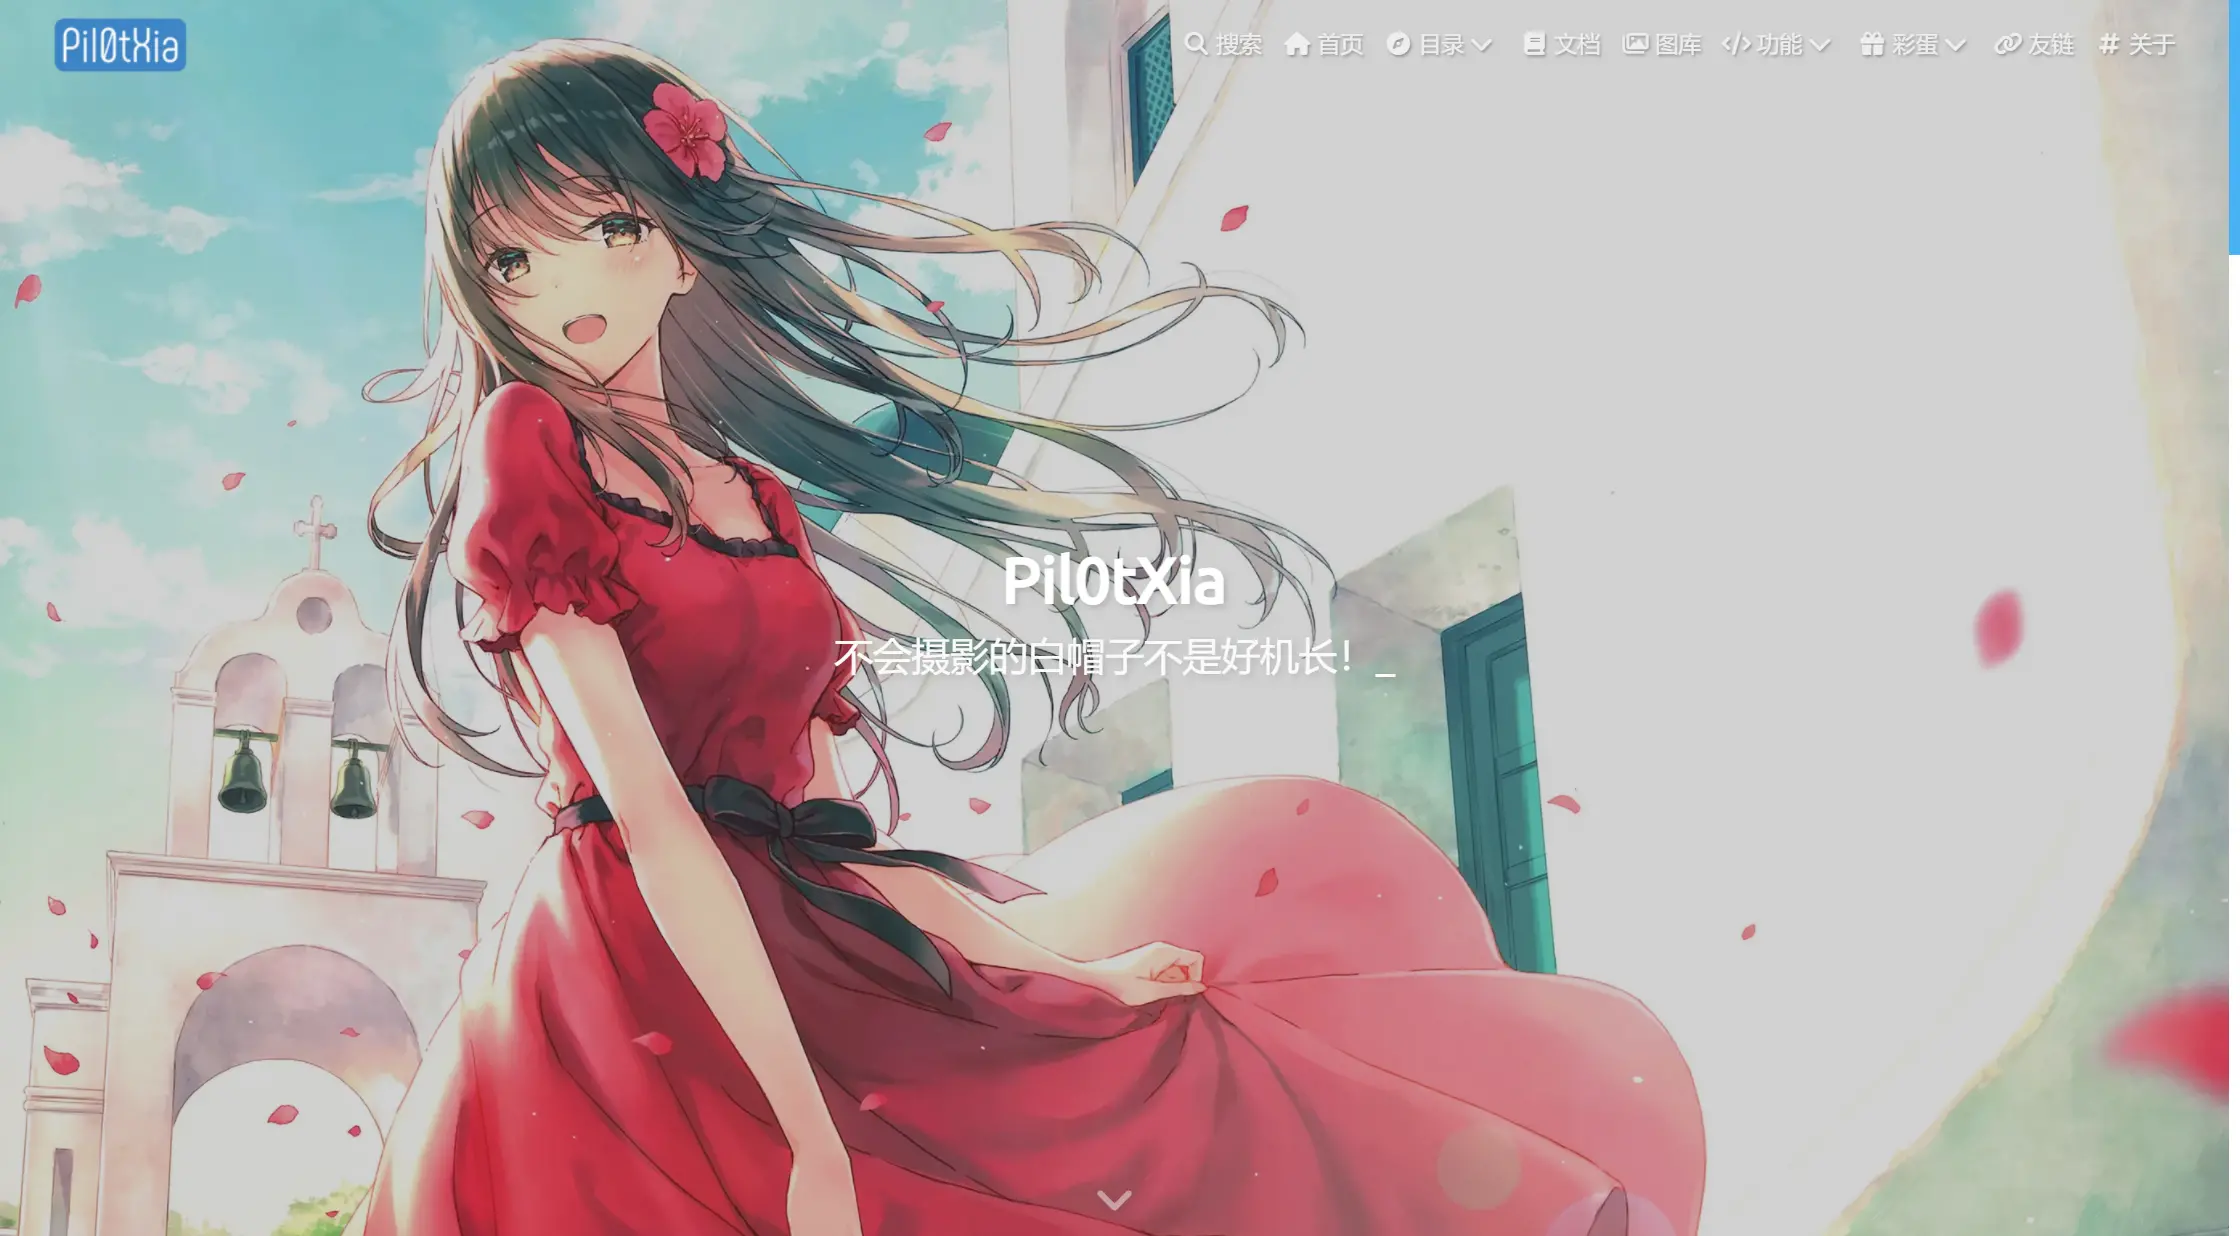 Pil0tXia
搜索 首页 目录 文档 图库 功能 彩蛋 友链 关于
Pil0tXia
不会摄影的白帽子不是好机长！_